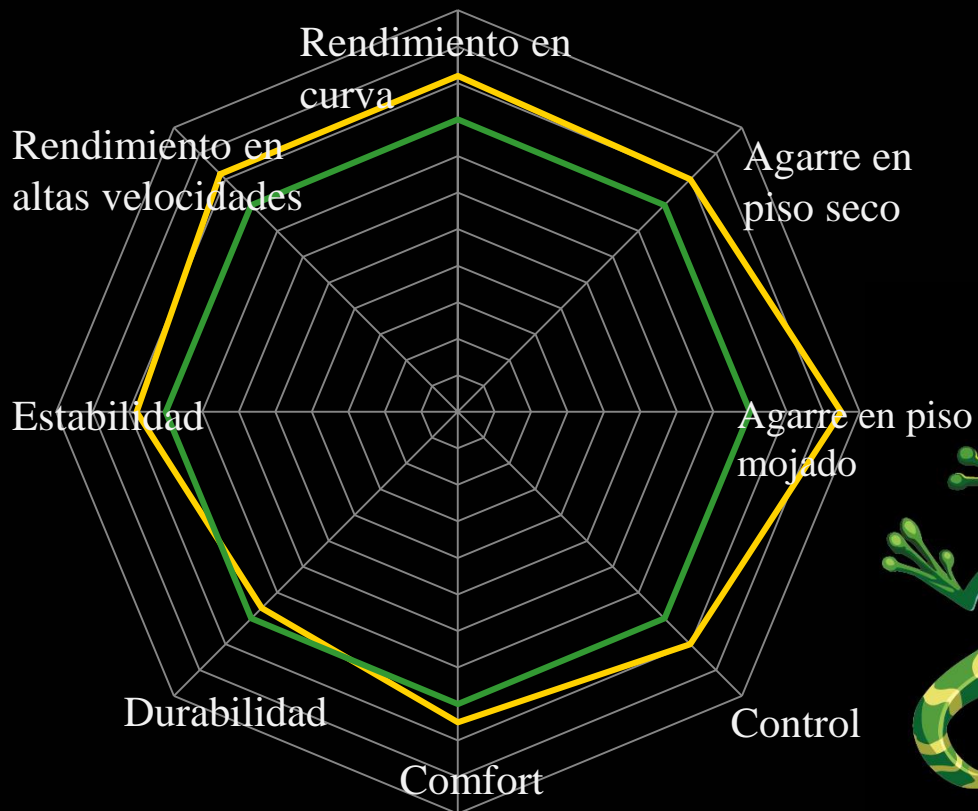 Rendimiento en
curva
Rendimiento en
altas velocidades
Agarre en
piso seco
Estabilidad
Agarre en piso
mojado
Durabilidad
Control
Comfort